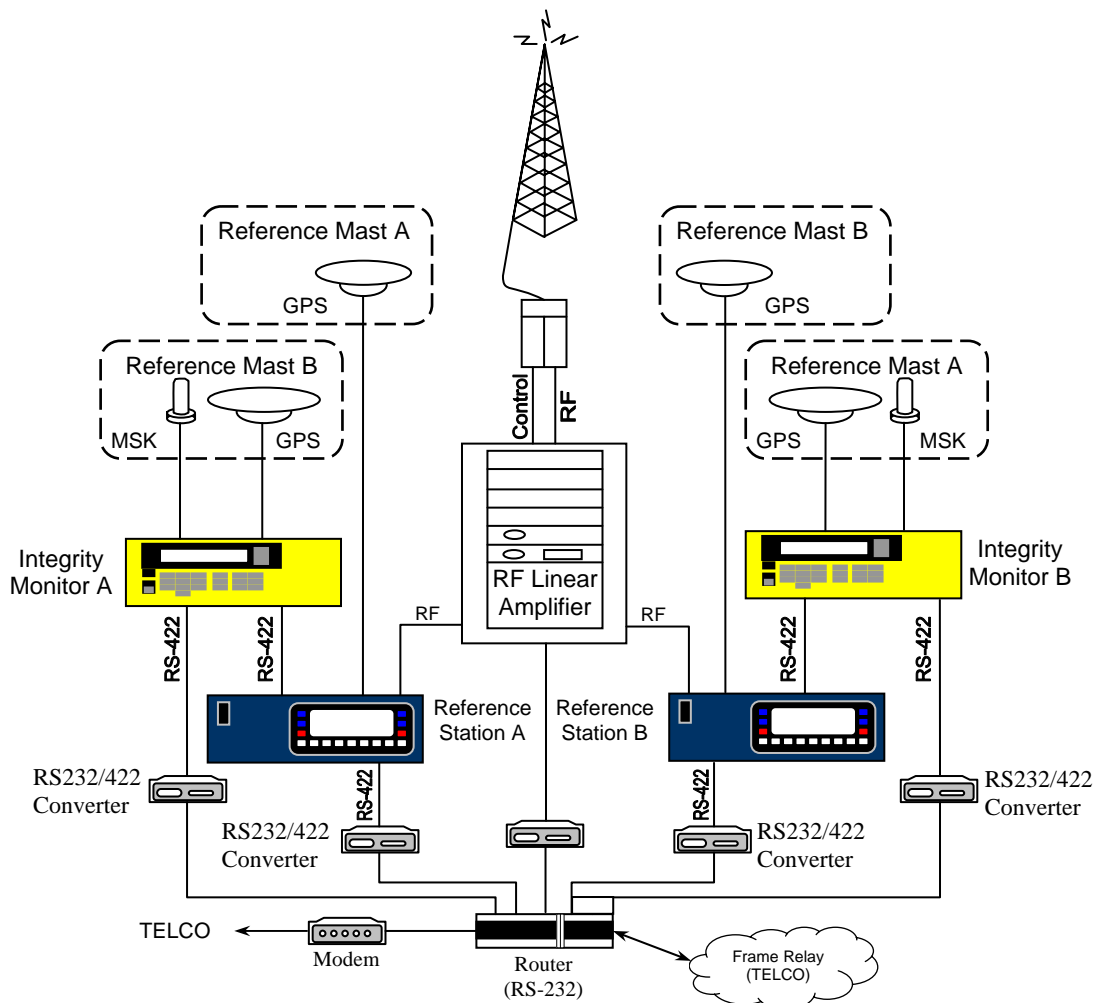 Reference Mast A
GPS
Reference Mast B
GPS
Reference Mast B
MSK
GPS
Reference Mast A
GPS
MSK
Control
RF
Integrity
Monitor A
RF Linear
Amplifier
Integrity
Monitor B
RF
RF
RS-422
RS-422
RS-422
RS-422
Reference
Station A
Reference
Station B
RS232/422
Converter
RS-422
RS232/422
Converter
RS-422
RS232/422
Converter
RS232/422
Converter
TELCO
Modem
Router
(RS-232)
Frame Relay
(TELCO)